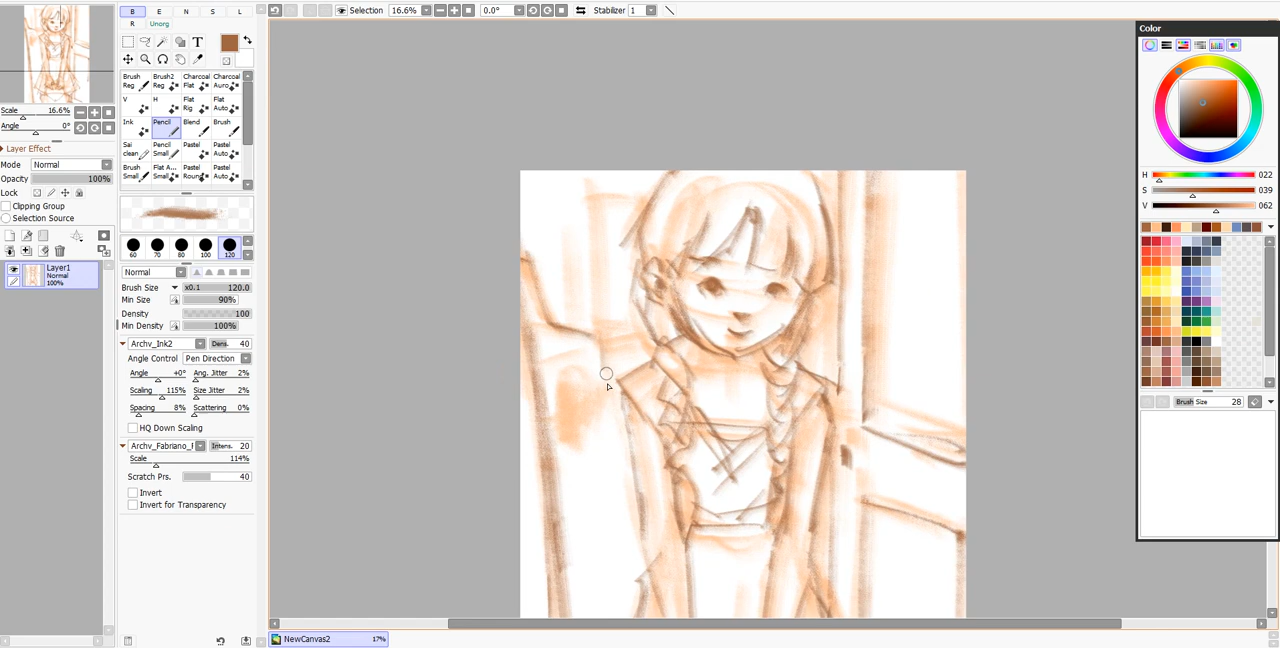 Selection 16.6% 0.0° Stabilizer 1
B E N S L
R Unorg
T
Color
Scale 16.6%
Angle 0°
Layer Effect
Mode Normal
Opacity 100%
Lock
Clipping Group
Selection Source
Layer1
Normal
100%
Brush Reg
Brush2 Reg
Charcoal Flat
Charcoal Auro
V
H
Flat Rig
Flat Auto
Ink
Pencil
Blend
Brush
Sai clean
Pencil Small
Pastel
Pastel Auto
Brush Small
Flat A... Small
Pastel Round
Pastel Auto
60 70 80 100 120
Normal
Brush Size x0.1 120.0
Min Size 90%
Density 100
Min Density 100%
Archv_Ink2 Dens. 40
Angle Control Pen Direction
Angle +0° Ang. Jitter 2%
Scaling 115% Size Jitter 2%
Spacing 8% Scattering 0%
HQ Down Scaling
Archv_Fabriano_ Intens. 20
Scale 114%
Scratch Prs. 40
Invert
Invert for Transparency
H 022
S 039
V 062
Brush Size 28
NewCanvas2 17%